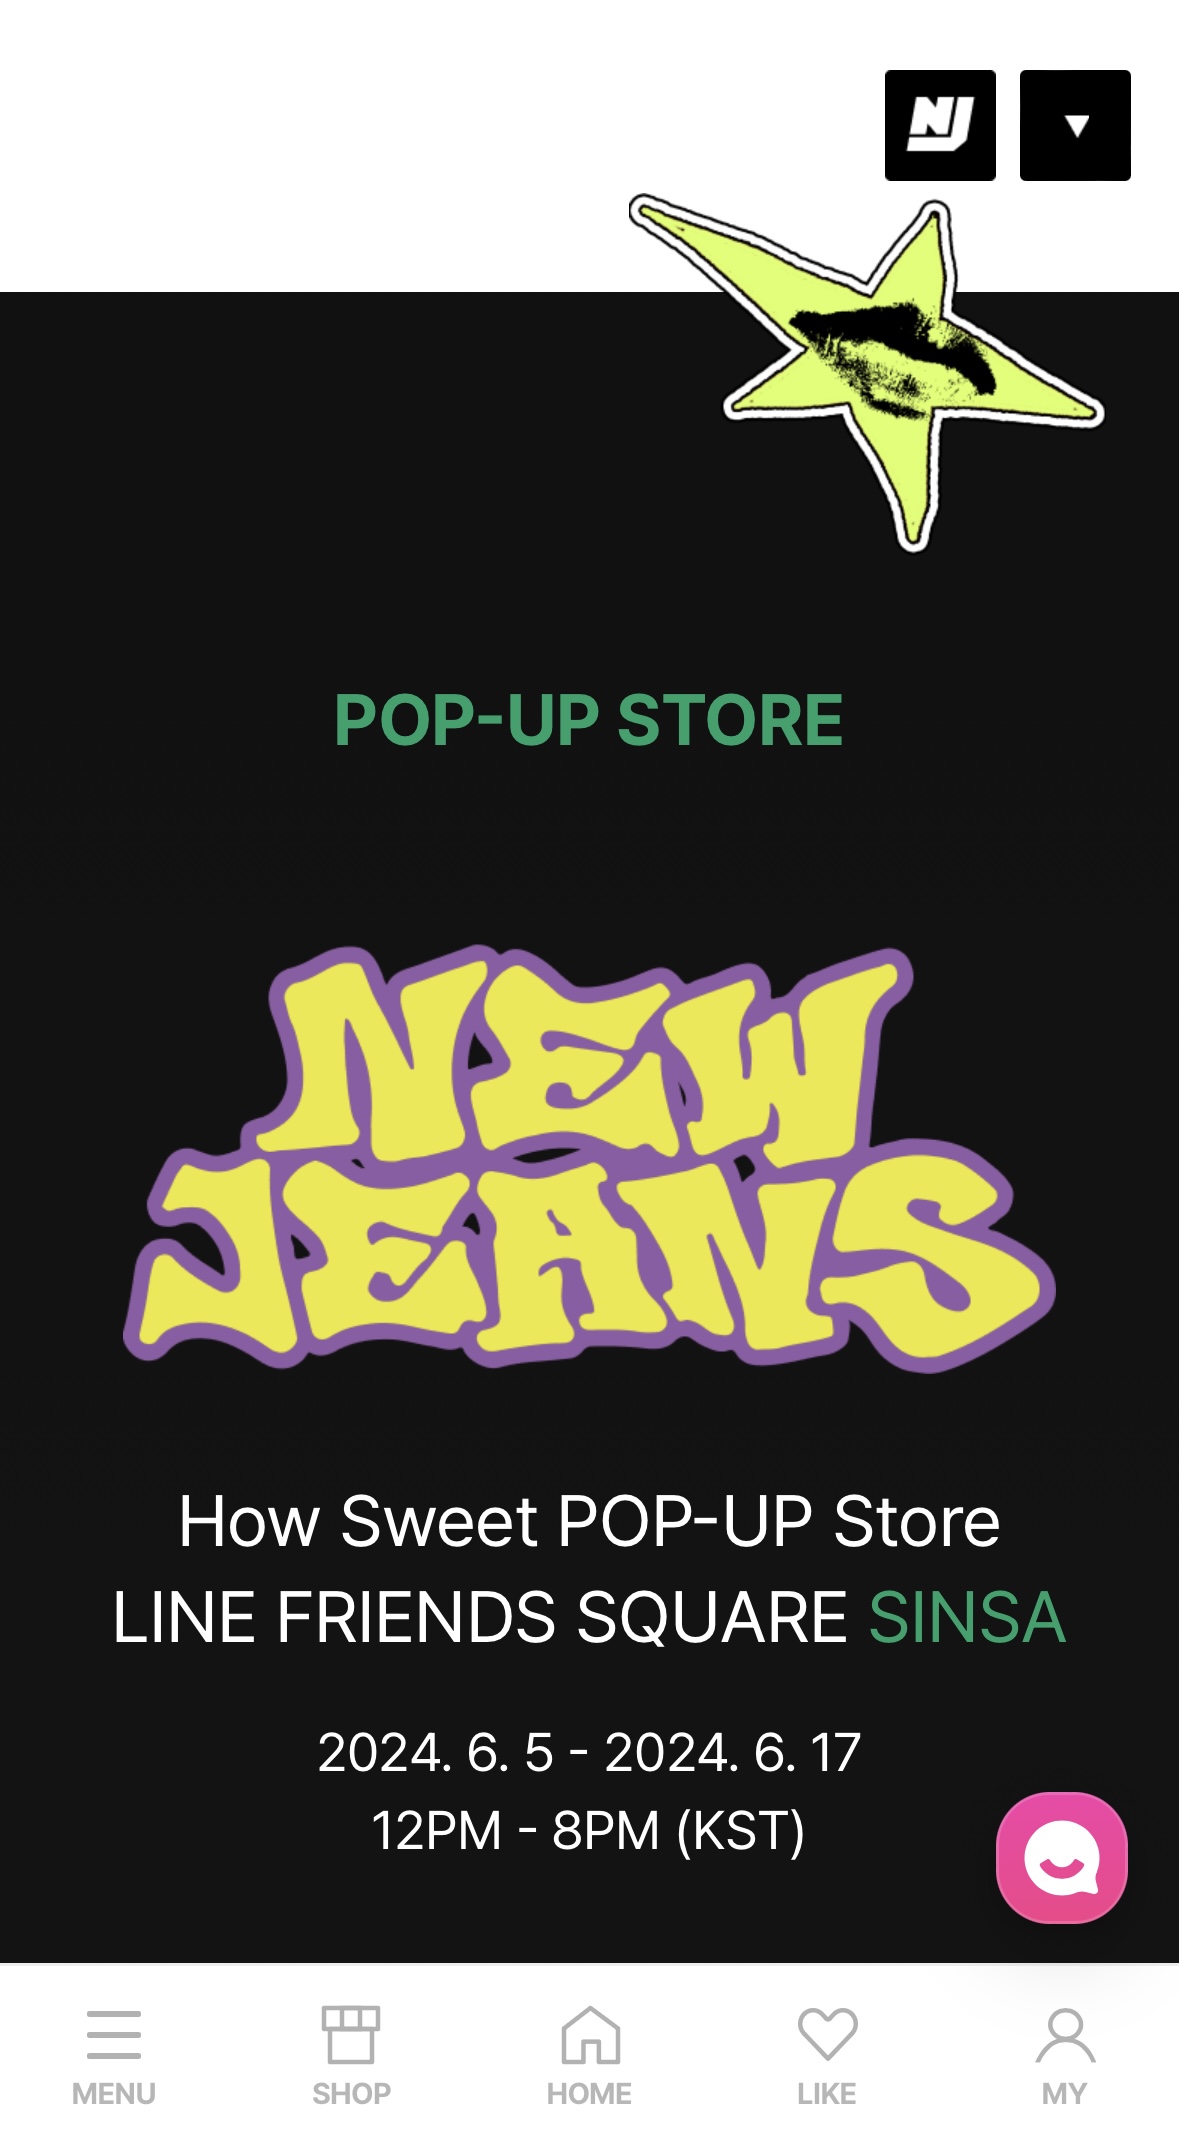 NJ
POP-UP STORE
NEW
JEANS
How Sweet POP-UP Store
LINE FRIENDS SQUARE SINSA
2024. 6. 5 - 2024. 6. 17
12PM - 8PM (KST)
MENU SHOP HOME LIKE MY